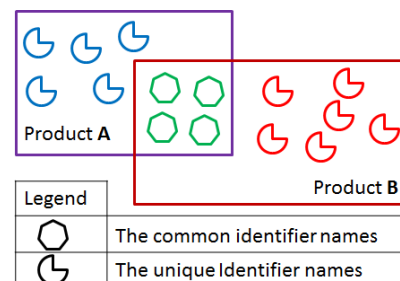 Product A
Product B
Legend
The common identifier names
The unique Identifier names